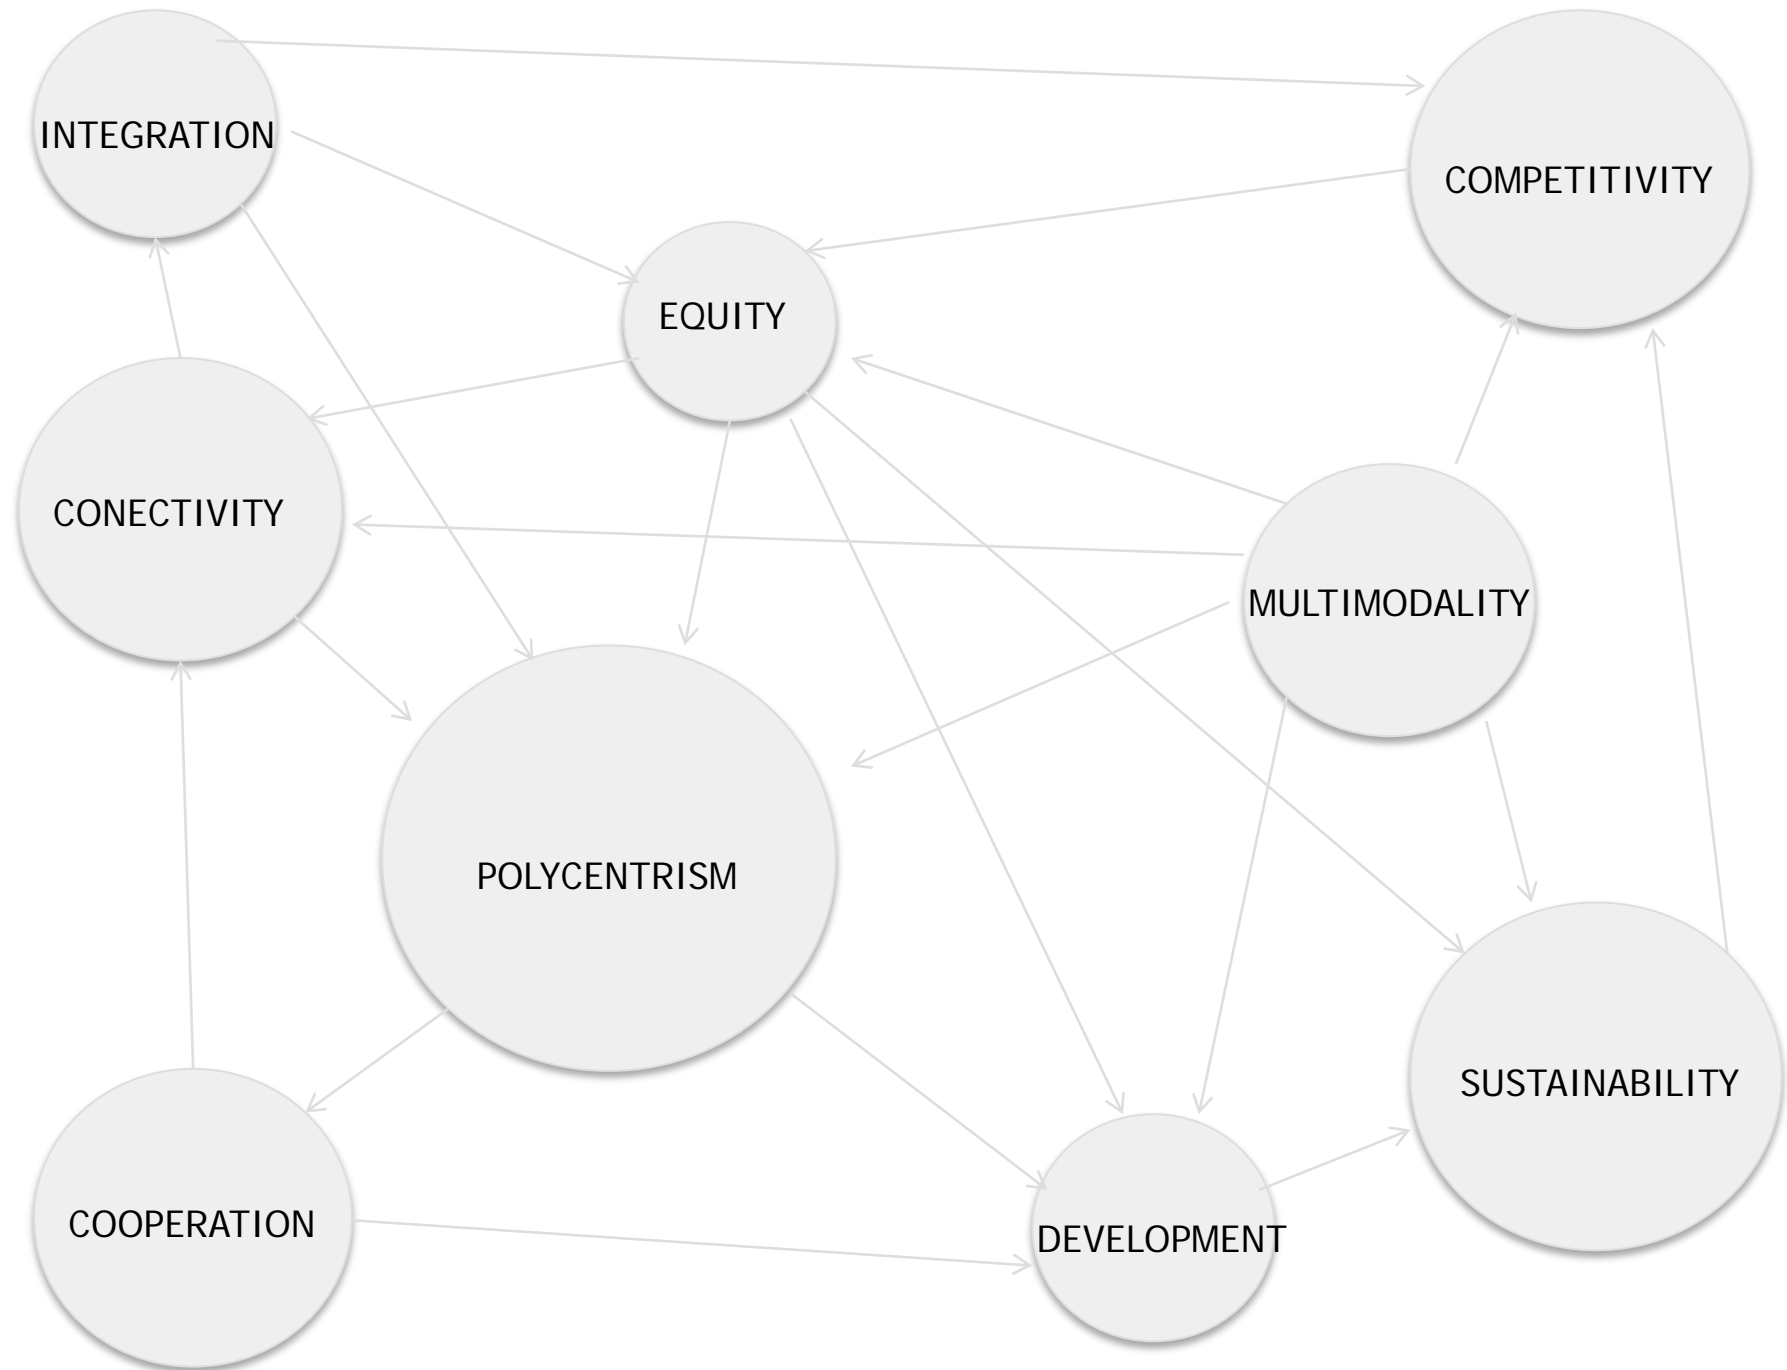 INTEGRATION
COMPETITIVITY
EQUITY
CONECTIVITY
MULTIMODALITY
POLYCENTRISM
SUSTAINABILITY
COOPERATION
DEVELOPMENT